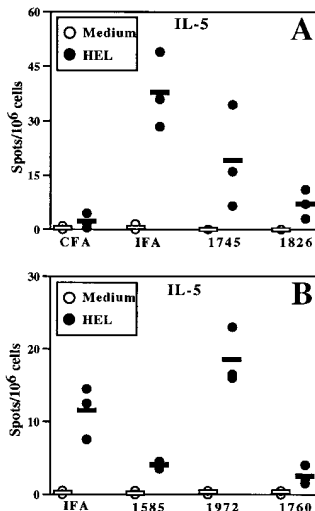 IL-5
A
Medium
HEL
Spots/10⁶ cells
60
45
30
15
0
CFA IFA 1745 1826
IL-5
B
Medium
HEL
Spots/10⁶ cells
30
20
10
0
IFA 1585 1972 1760